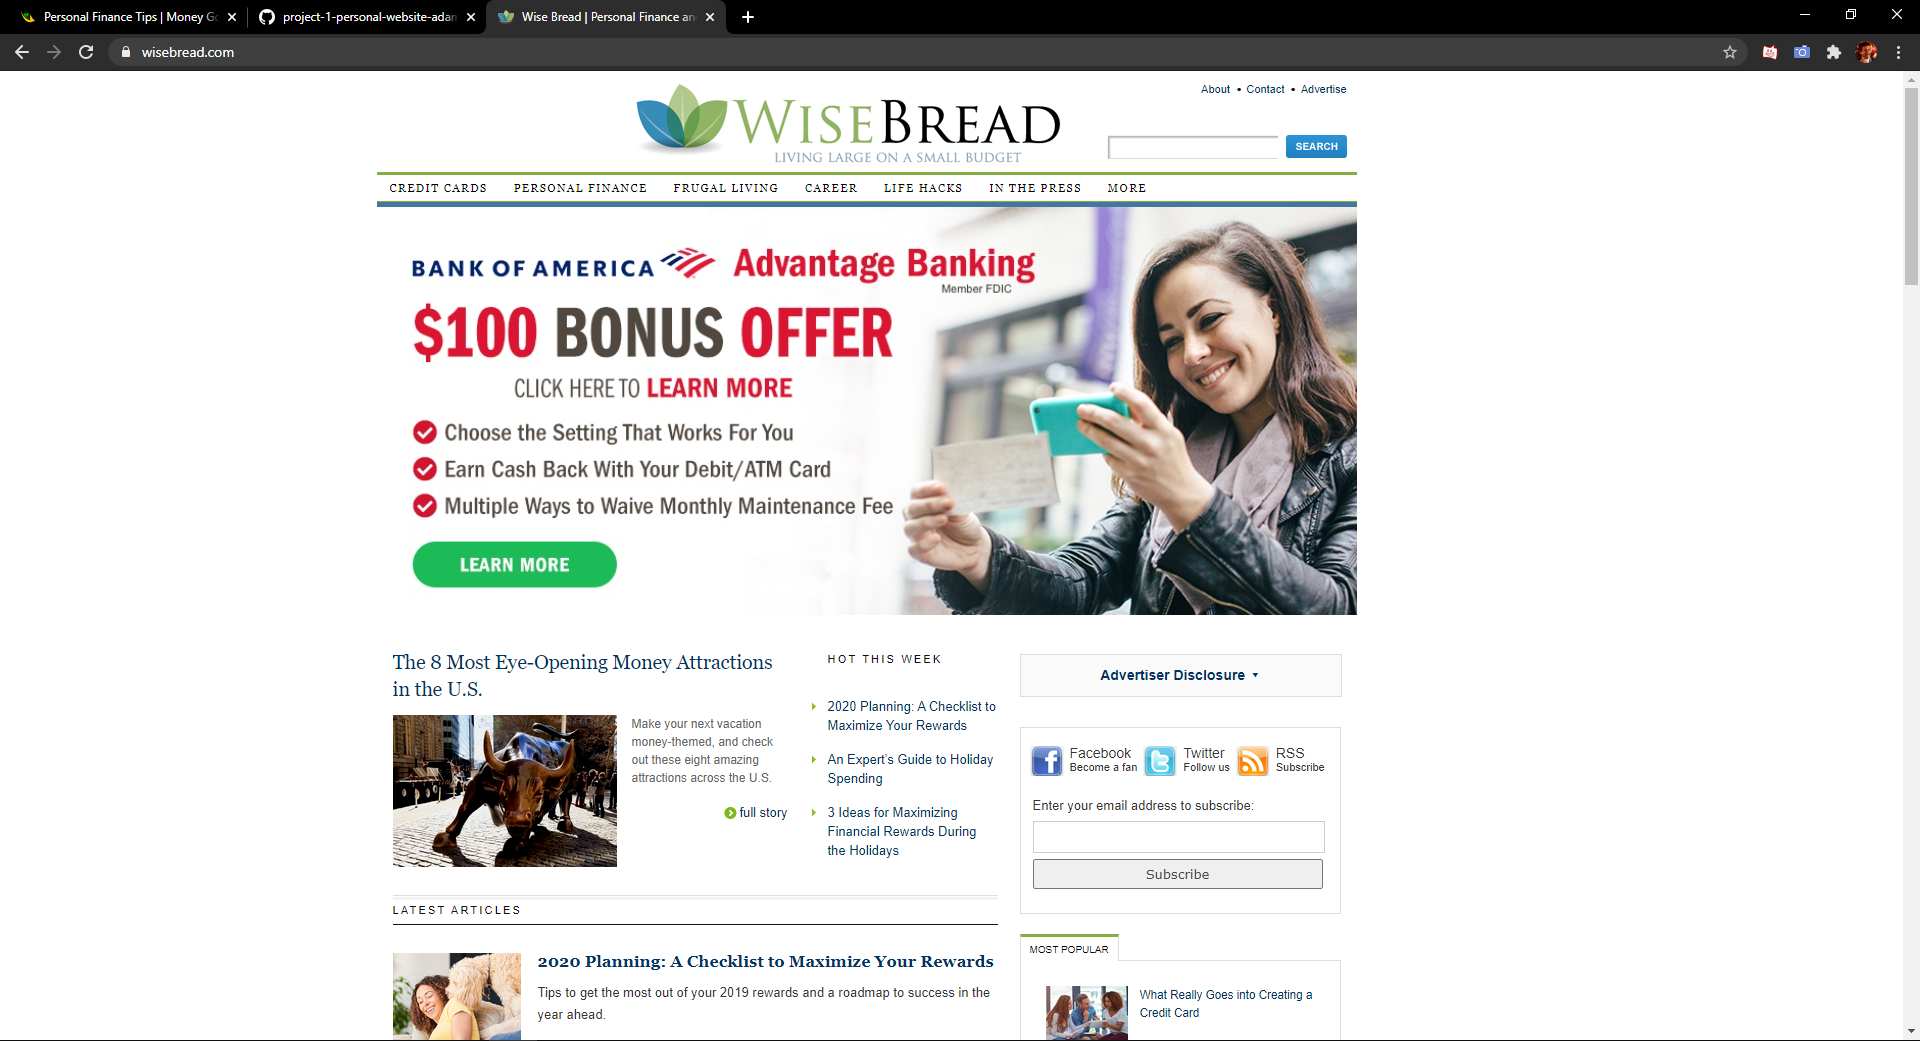 Personal Finance Tips | Money Go
project-1-personal-website-adam
Wise Bread | Personal Finance an
wisebread.com
About • Contact • Advertise
WISEBREAD
LIVING LARGE ON A SMALL BUDGET
SEARCH
CREDIT CARDS PERSONAL FINANCE FRUGAL LIVING CAREER LIFE HACKS IN THE PRESS MORE
BANK OF AMERICA Advantage Banking
Member FDIC
$100 BONUS OFFER
CLICK HERE TO LEARN MORE
Choose the Setting That Works For You
Earn Cash Back With Your Debit/ATM Card
Multiple Ways to Waive Monthly Maintenance Fee
LEARN MORE
The 8 Most Eye-Opening Money Attractions
in the U.S.
Make your next vacation
money-themed, and check
out these eight amazing
attractions across the U.S.
full story
HOT THIS WEEK
2020 Planning: A Checklist to
Maximize Your Rewards
An Expert's Guide to Holiday
Spending
3 Ideas for Maximizing
Financial Rewards During
the Holidays
Advertiser Disclosure
Facebook
Become a fan
Twitter
Follow us
RSS
Subscribe
Enter your email address to subscribe:
Subscribe
LATEST ARTICLES
2020 Planning: A Checklist to Maximize Your Rewards
Tips to get the most out of your 2019 rewards and a roadmap to success in the
year ahead.
MOST POPULAR
What Really Goes into Creating a
Credit Card